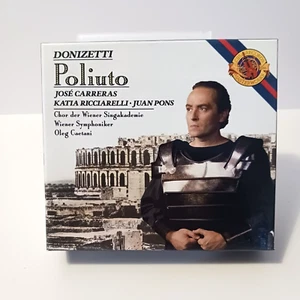 DONIZETTI
Poliuto
JOSÉ CARRERAS
KATIA RICCIARELLI · JUAN PONS
Chor der Wiener Singakademie
Wiener Symphoniker
Oleg Caetani